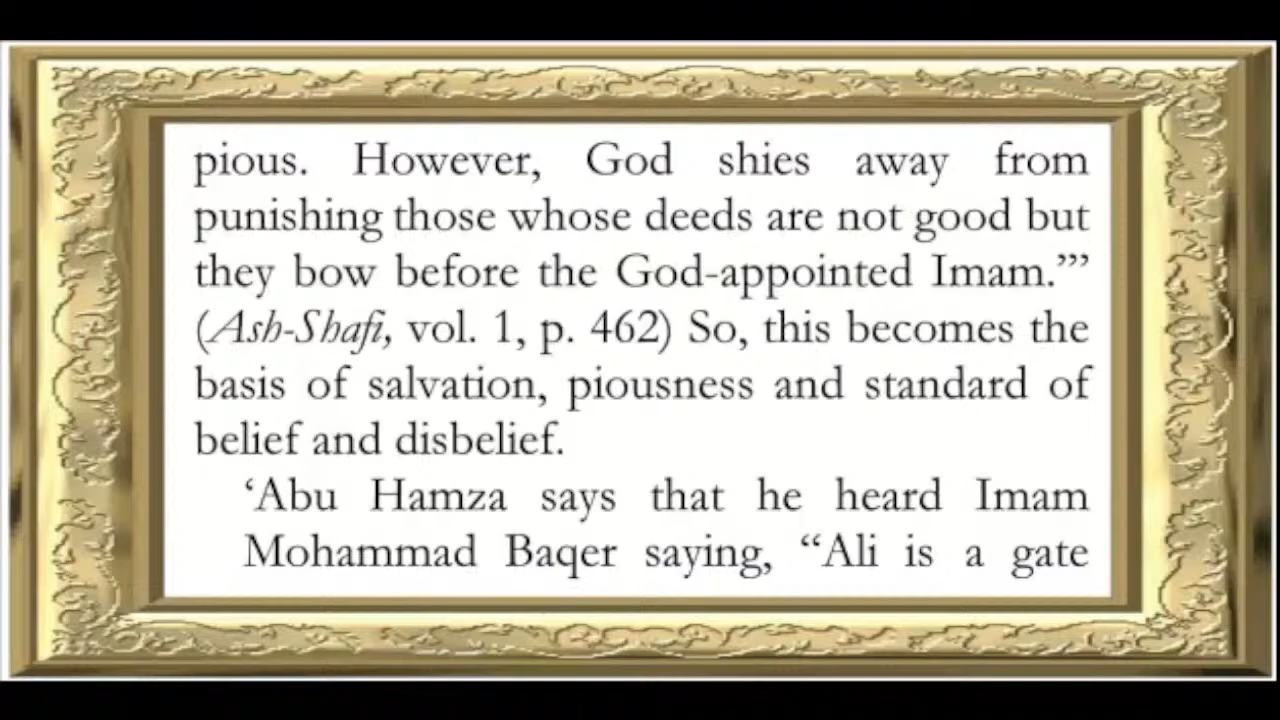 pious. However, God shies away from
punishing those whose deeds are not good but
they bow before the God-appointed Imam.”’”
(Ash-Shafi, vol. 1, p. 462) So, this becomes the
basis of salvation, piousness and standard of
belief and disbelief.
‘Abu Hamza says that he heard Imam
Mohammad Baqer saying, “Ali is a gate